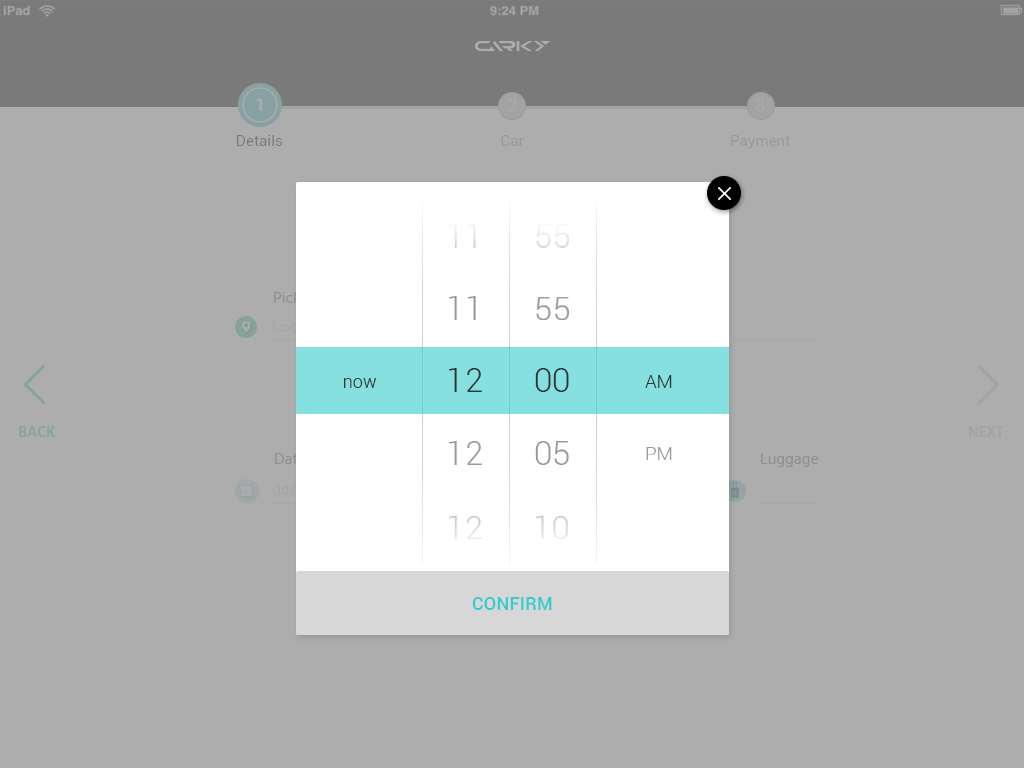 iPad 9:24 PM
CARKY
1 2 3
Details Car Payment
11 55
11 55
now 12 00 AM
12 05 PM
12 10
CONFIRM
Pick
Loc
BACK NEXT
Dat Luggage
dd/